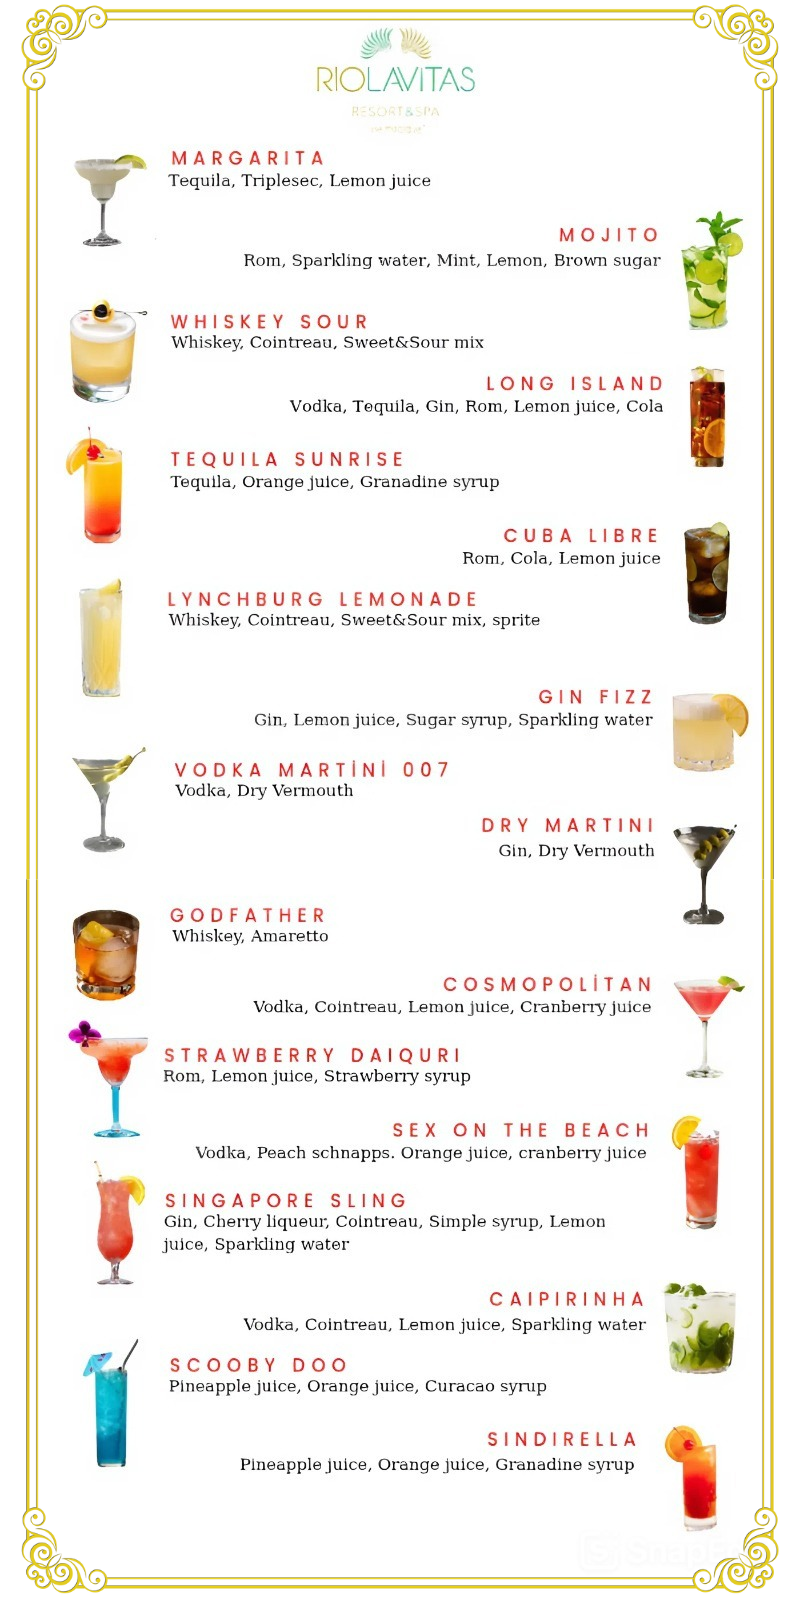 RIOLAVITAS
RESORT&SPA
MARGARITA
Tequila, Triplesec, Lemon juice
MOJITO
Rom, Sparkling water, Mint, Lemon, Brown sugar
WHISKEY SOUR
Whiskey, Cointreau, Sweet&Sour mix
LONG ISLAND
Vodka, Tequila, Gin, Rom, Lemon juice, Cola
TEQUILA SUNRISE
Tequila, Orange juice, Granadine syrup
CUBA LIBRE
Rom, Cola, Lemon juice
LYNCHBURG LEMONADE
Whiskey, Cointreau, Sweet&Sour mix, sprite
GIN FIZZ
Gin, Lemon juice, Sugar syrup, Sparkling water
VODKA MARTİNİ 007
Vodka, Dry Vermouth
DRY MARTINI
Gin, Dry Vermouth
GODFATHER
Whiskey, Amaretto
COSMOPOLİTAN
Vodka, Cointreau, Lemon juice, Cranberry juice
STRAWBERRY DAIQURI
Rom, Lemon juice, Strawberry syrup
SEX ON THE BEACH
Vodka, Peach schnapps. Orange juice, cranberry juice
SINGAPORE SLING
Gin, Cherry liqueur, Cointreau, Simple syrup, Lemon
juice, Sparkling water
CAIPIRINHA
Vodka, Cointreau, Lemon juice, Sparkling water
SCOOBY DOO
Pineapple juice, Orange juice, Curacao syrup
SINDIRELLA
Pineapple juice, Orange juice, Granadine syrup